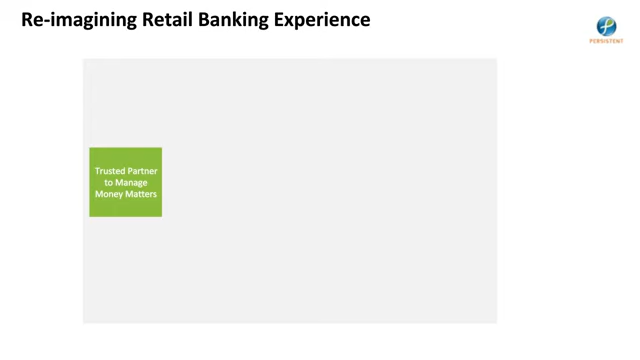 Re-imagining Retail Banking Experience
PERSISTENT
Trusted Partner
to Manage
Money Matters